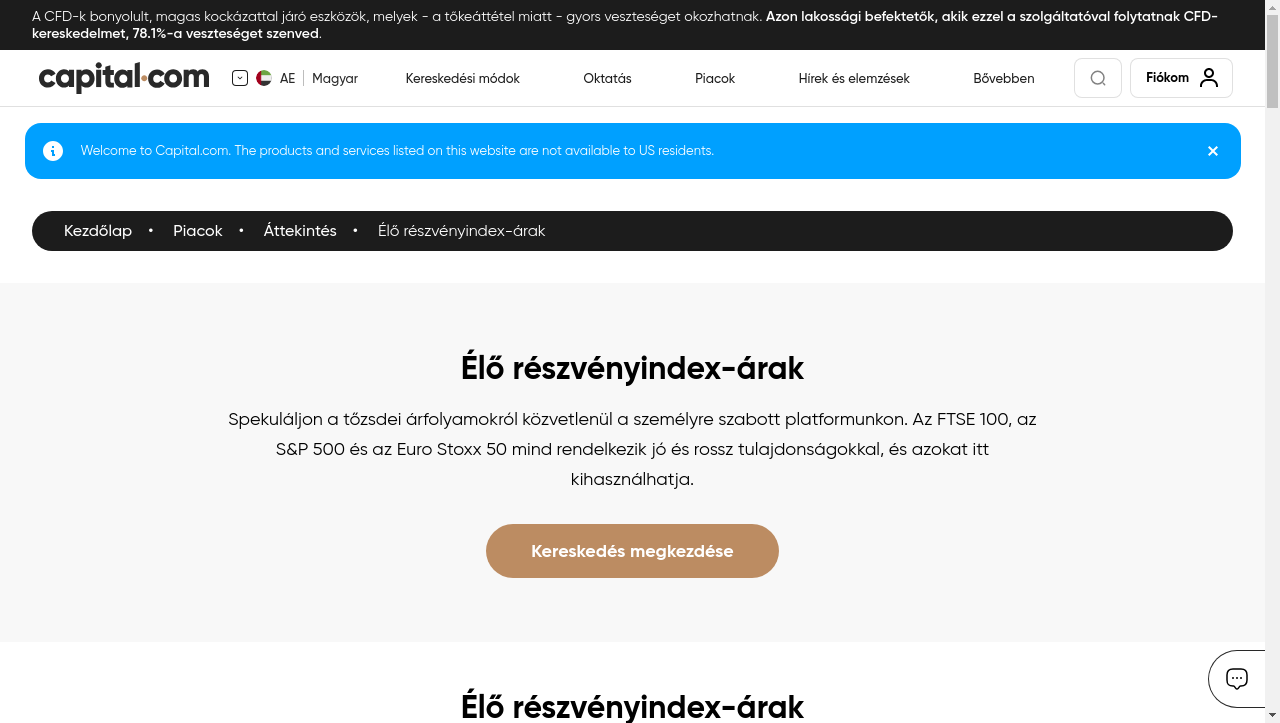 A CFD-k bonyolult, magas kockázattal járó eszközök, melyek - a tőkeáttétel miatt - gyors veszteséget okozhatnak. Azon lakossági befektetők, akik ezzel a szolgáltatóval folytatnak CFD-
kereskedelmet, 78.1%-a veszteséget szenved.
capital.com
AE
Magyar
Kereskedési módok
Oktatás
Piacok
Hírek és elemzések
Bővebben
Fiókom
Welcome to Capital.com. The products and services listed on this website are not available to US residents.
Kezdőlap • Piacok • Áttekintés • Élő részvényindex-árak
Élő részvényindex-árak
Spekuláljon a tőzsdei árfolyamokról közvetlenül a személyre szabott platformunkon. Az FTSE 100, az
S&P 500 és az Euro Stoxx 50 mind rendelkezik jó és rossz tulajdonságokkal, és azokat itt
kihasználhatja.
Kereskedés megkezdése
Élő részvényindex-árak